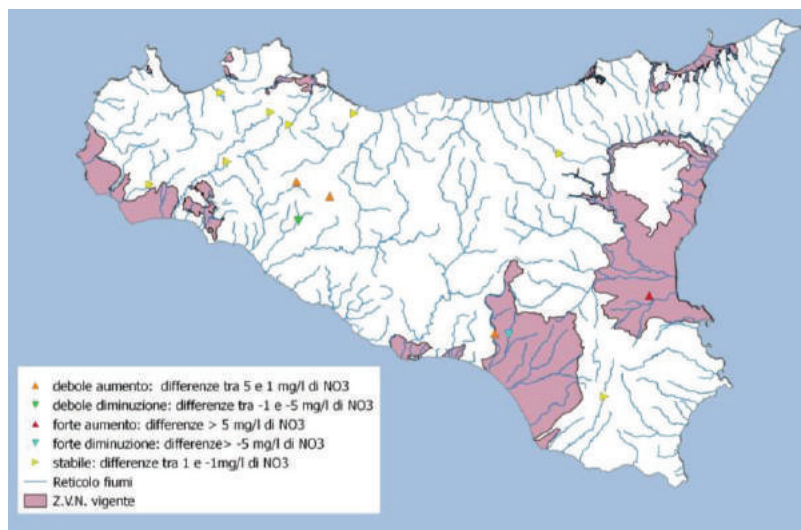 debole aumento: differenze tra 5 e 1 mg/l di NO3
debole diminuzione: differenze tra -1 e -5 mg/l di NO3
forte aumento: differenze > 5 mg/l di NO3
forte diminuzione: differenze> -5 mg/l di NO3
stabile: differenze tra 1 e -1mg/l di NO3
Reticolo fiumi
Z.V.N. vigente